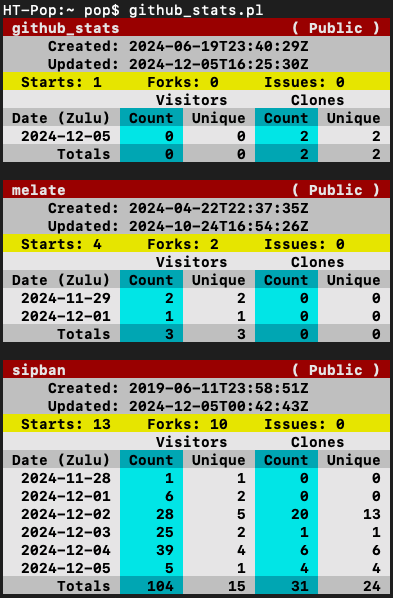 HT-Pop:~ pop$ github_stats.pl
github_stats ( Public )
Created: 2024-06-19T23:40:29Z
Updated: 2024-12-05T16:25:30Z
Starts: 1 Forks: 0 Issues: 0
Visitors Clones
Date (Zulu) Count Unique Count Unique
2024-12-05 0 0 2 2
Totals 0 0 2 2
melate ( Public )
Created: 2024-04-22T22:37:35Z
Updated: 2024-10-24T16:54:26Z
Starts: 4 Forks: 2 Issues: 0
Visitors Clones
Date (Zulu) Count Unique Count Unique
2024-11-29 2 2 0 0
2024-12-01 1 1 0 0
Totals 3 3 0 0
sipban ( Public )
Created: 2019-06-11T23:58:51Z
Updated: 2024-12-05T00:42:43Z
Starts: 13 Forks: 10 Issues: 0
Visitors Clones
Date (Zulu) Count Unique Count Unique
2024-11-28 1 1 0 0
2024-12-01 6 2 0 0
2024-12-02 28 5 20 13
2024-12-03 25 2 1 1
2024-12-04 39 4 6 6
2024-12-05 5 1 4 4
Totals 104 15 31 24